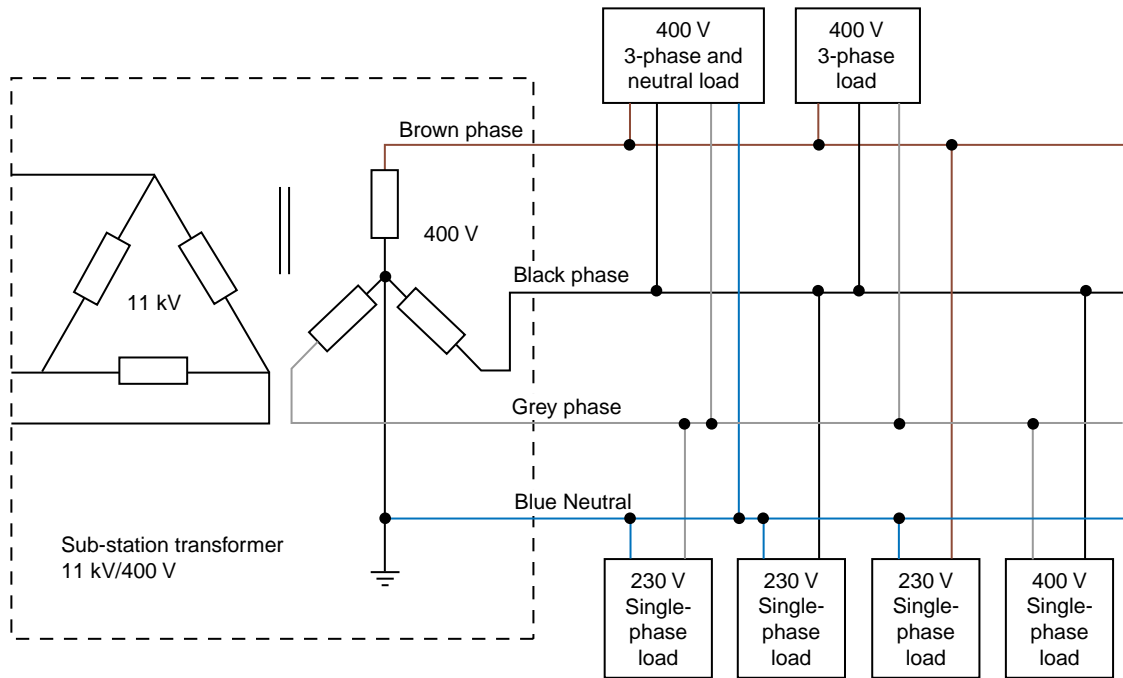 400 V
3-phase and
neutral load
400 V
3-phase
load
Brown phase
400 V
Black phase
11 kV
Grey phase
Blue Neutral
Sub-station transformer
11 kV/400 V
230 V
Single-
phase
load
230 V
Single-
phase
load
230 V
Single-
phase
load
400 V
Single-
phase
load